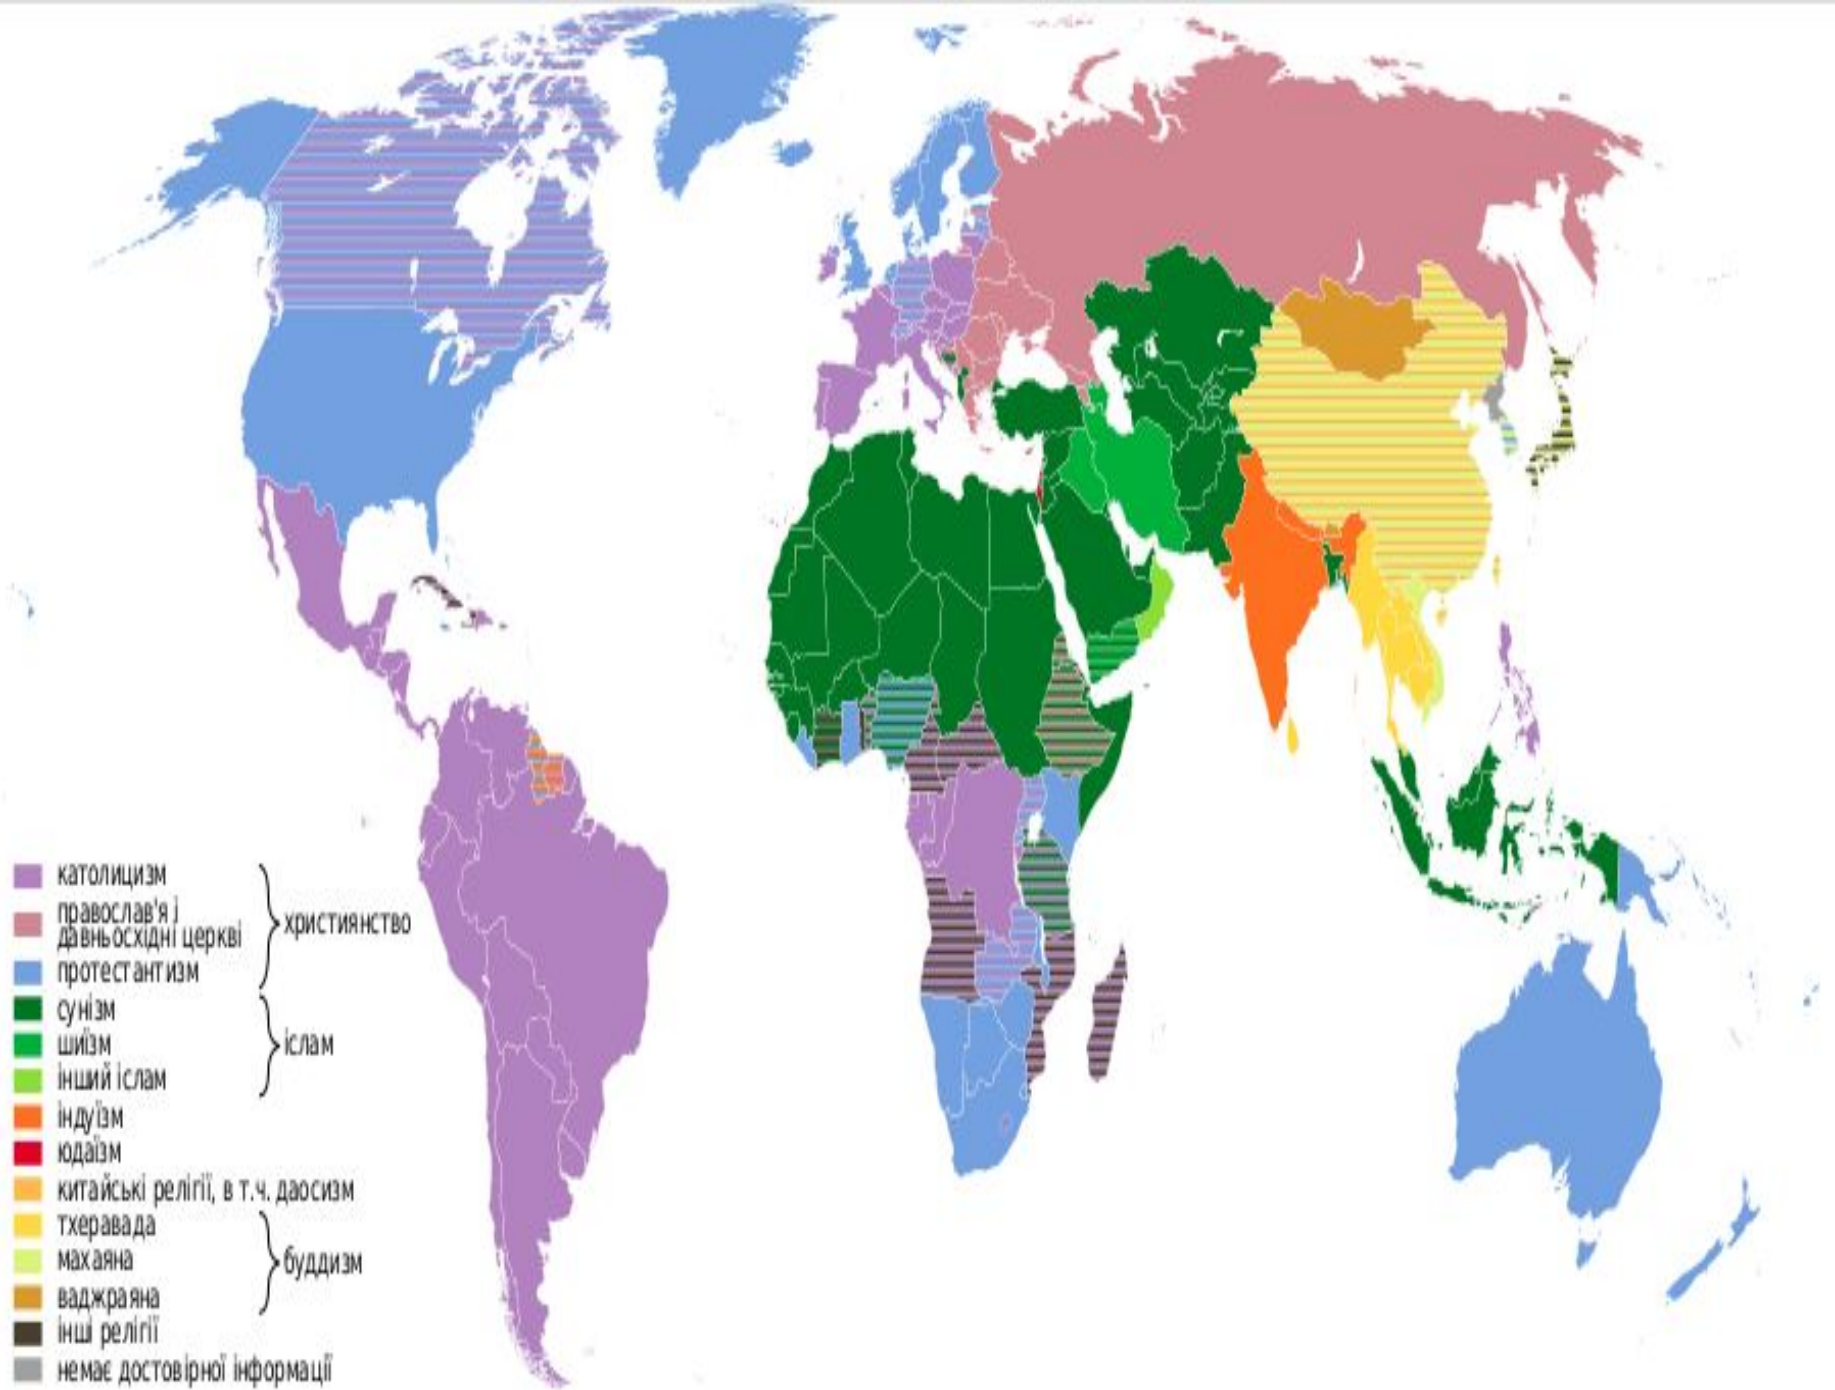 католицизм
православ'я і
давньосхідні церкві
християнство
протестантизм
сунізм
шиїзм
іслам
інший іслам
індуїзм
юдаїзм
китайські релігії, в т.ч. даосизм
тхеравада
махаяна
буддизм
ваджраяна
інші релігії
немає достовірної інформації